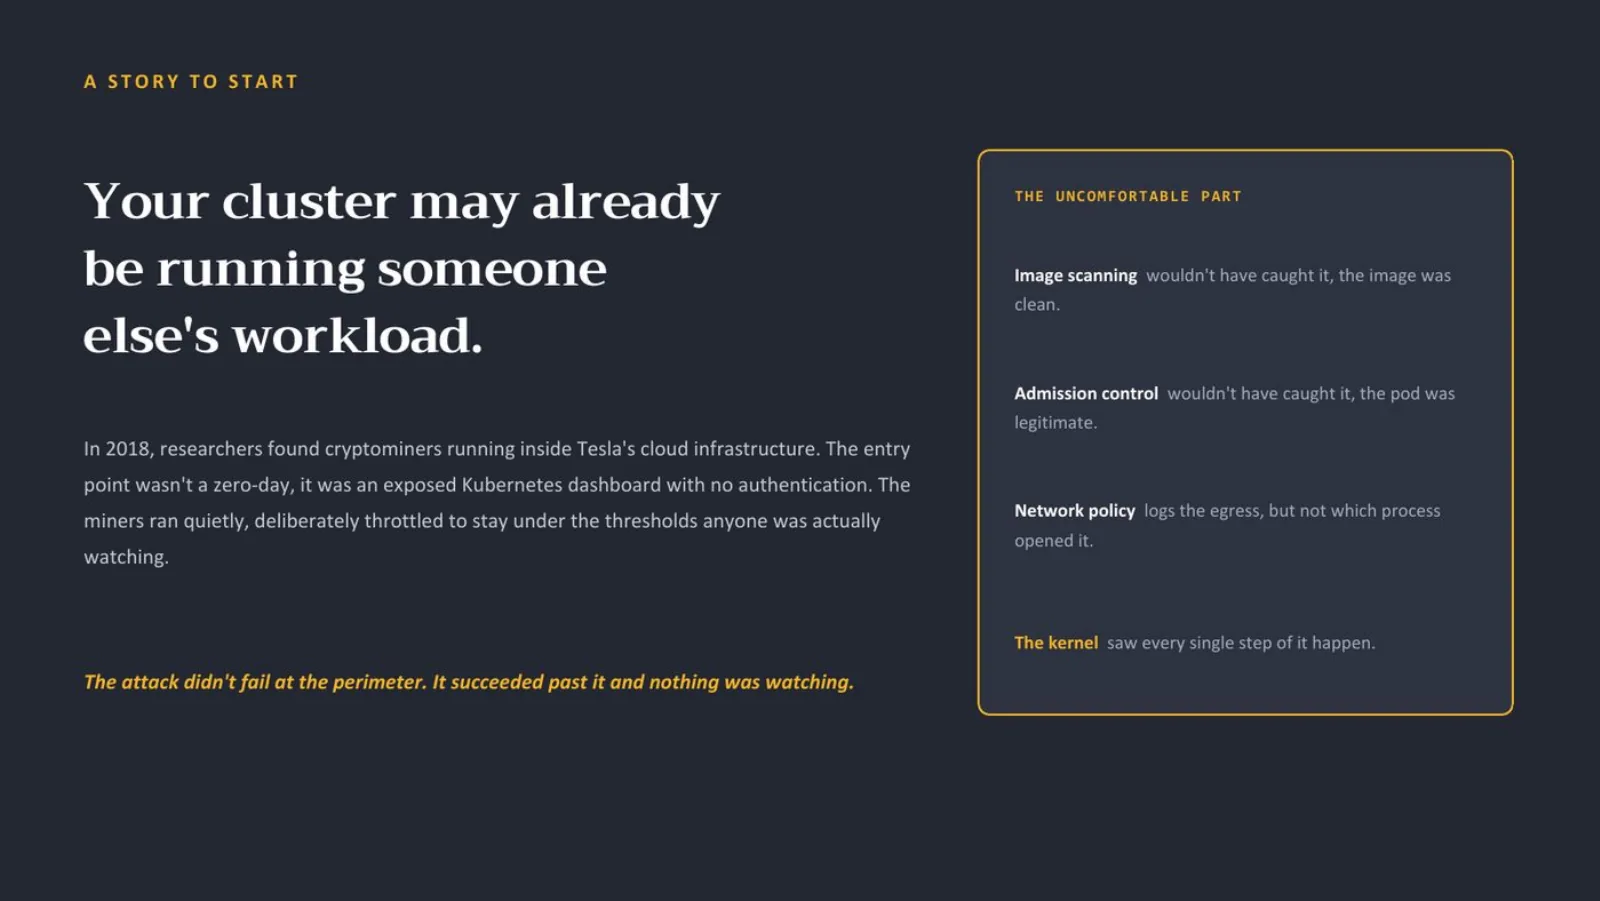 A STORY TO START
Your cluster may already
be running someone
else's workload.
In 2018, researchers found cryptominers running inside Tesla's cloud infrastructure. The entry
point wasn't a zero-day, it was an exposed Kubernetes dashboard with no authentication. The
miners ran quietly, deliberately throttled to stay under the thresholds anyone was actually
watching.
The attack didn't fail at the perimeter. It succeeded past it and nothing was watching.
THE UNCOMFORTABLE PART
Image scanning wouldn't have caught it, the image was
clean.
Admission control wouldn't have caught it, the pod was
legitimate.
Network policy logs the egress, but not which process
opened it.
The kernel saw every single step of it happen.